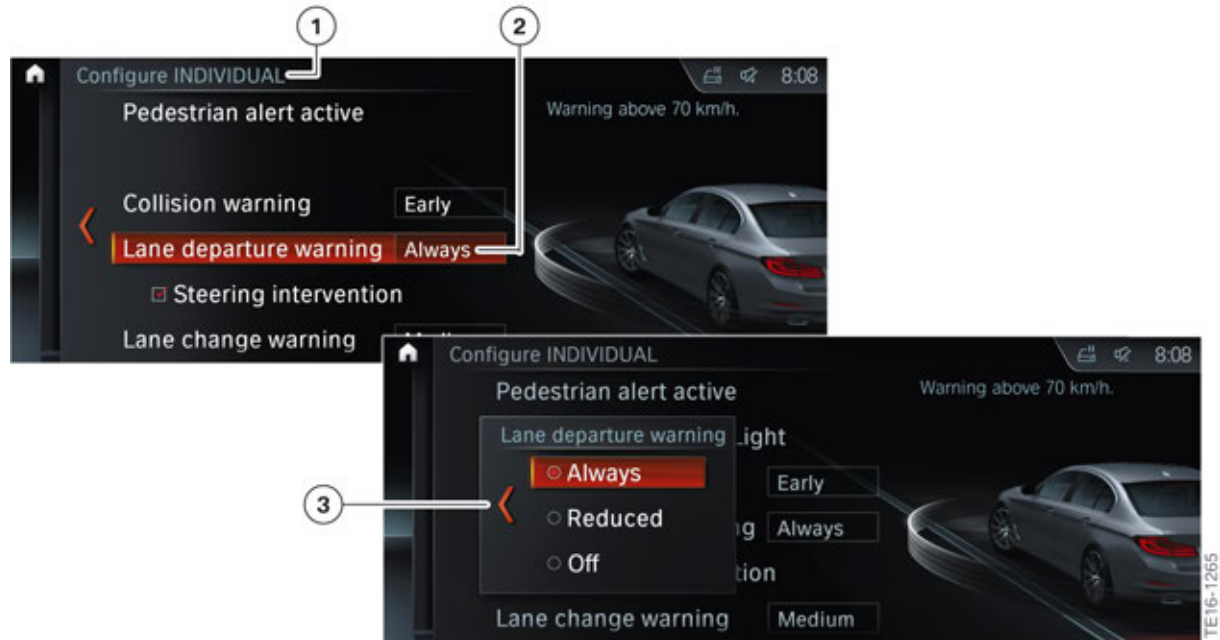 1
2
Configure INDIVIDUAL
8:08
Pedestrian alert active
Warning above 70 km/h.
Collision warning
Early
Lane departure warning
Always
Steering intervention
Lane change warning
Configure INDIVIDUAL
8:08
Pedestrian alert active
Warning above 70 km/h.
Lane departure warning
Light
Always
Early
3
Reduced
g
Always
Off
tion
Lane change warning
Medium
TE16-1265